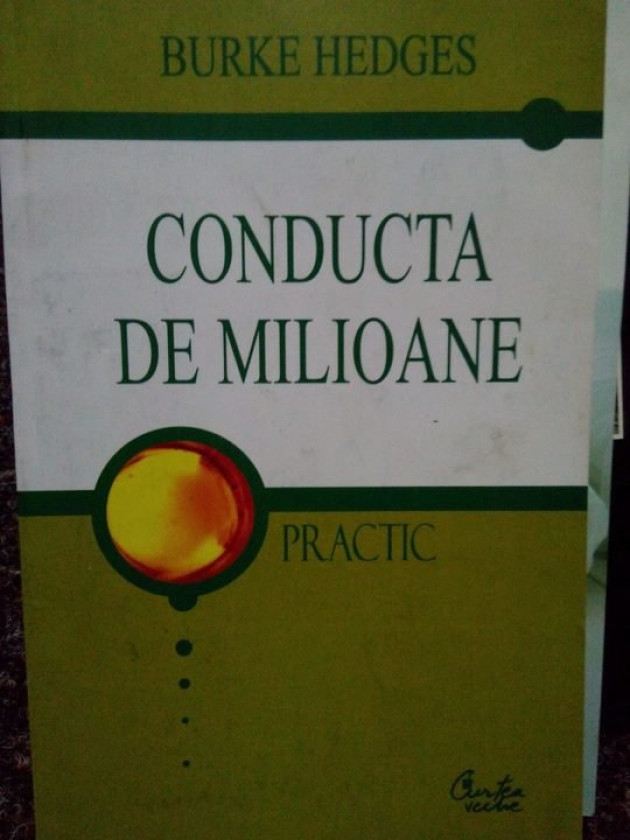 BURKE HEDGES
CONDUCTA
DE MILIOANE
PRACTIC
Curtea
veche